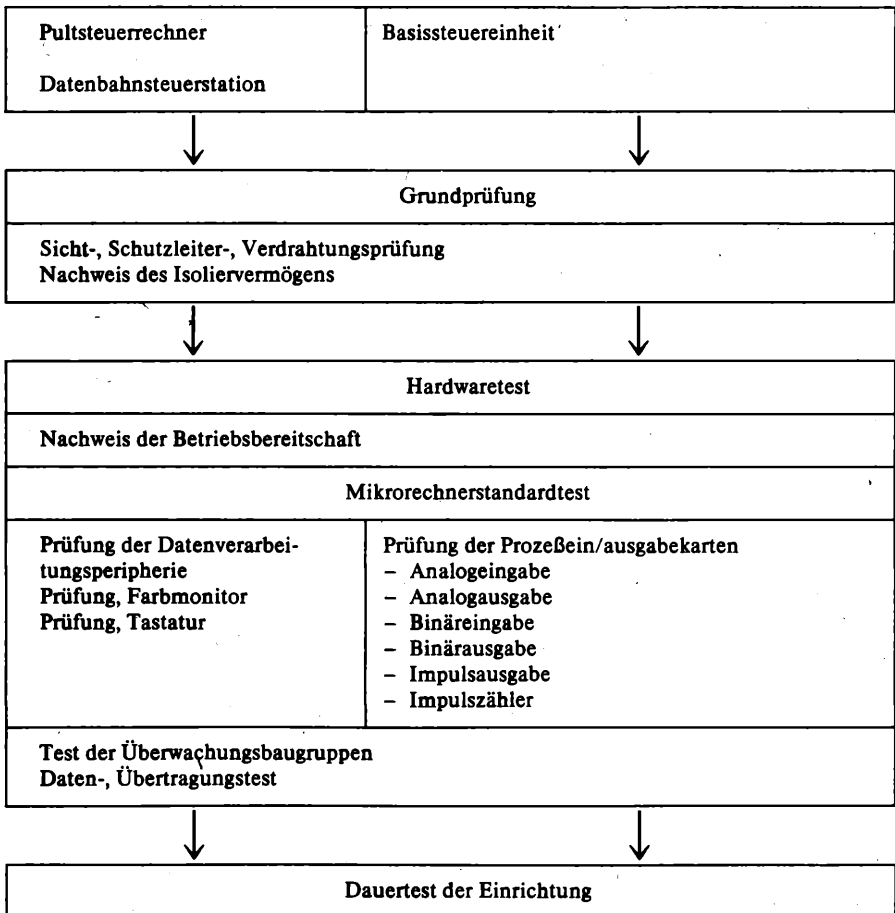 Pultsteuerrechner
Datenbahnsteuerstation
Basissteuereinheit
Grundprüfung
Sicht-, Schutzleiter-, Verdrahtungsprüfung
Nachweis des Isoliervermögens
Hardwaretest
Nachweis der Betriebsbereitschaft
Mikrorechnerstandardtest
Prüfung der Datenverarbei-
tungsperipherie
Prüfung, Farbmonitor
Prüfung, Tastatur
Prüfung der Prozeßein/ausgabekarten
– Analogeingabe
– Analogausgabe
– Binäreingabe
– Binärausgabe
– Impulsausgabe
– Impulszähler
Test der Überwachungsbaugruppen
Daten-, Übertragungstest
Dauertest der Einrichtung